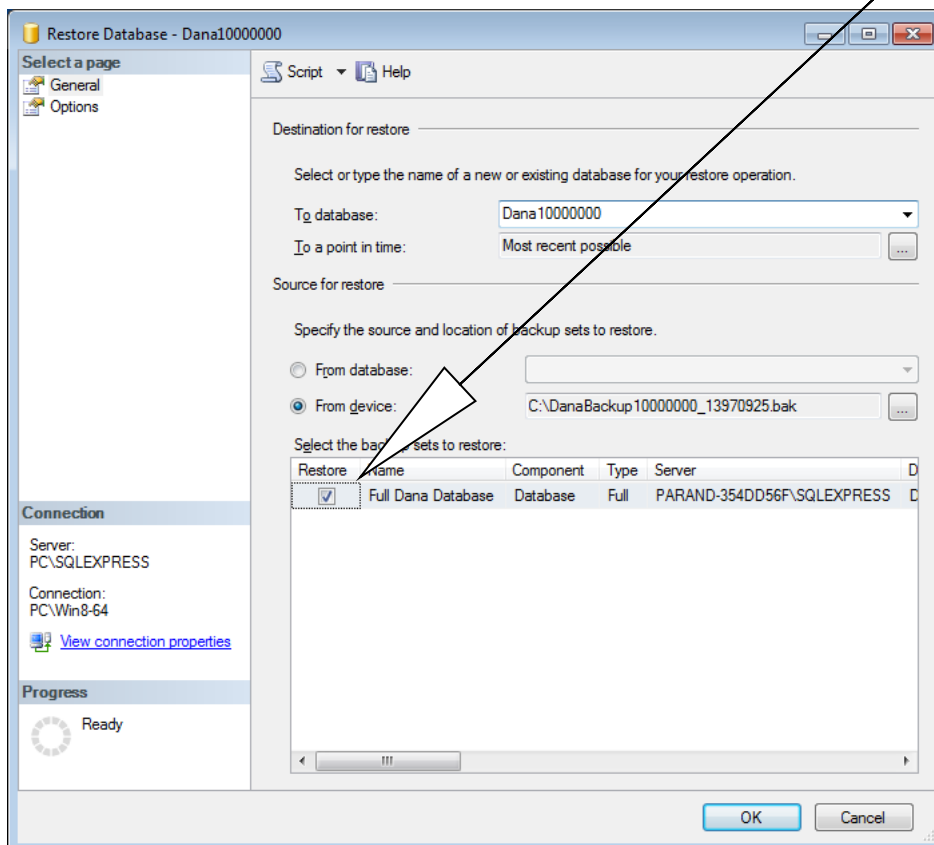 Restore Database - Dana10000000
Select a page
General
Options
Script Help
Destination for restore
Select or type the name of a new or existing database for your restore operation.
To database: Dana10000000
To a point in time: Most recent possible ...
Source for restore
Specify the source and location of backup sets to restore.
From database:
From device: C:\DanaBackup10000000_13970925.bak ...
Select the backup sets to restore:
Restore Name Component Type Server D
Full Dana Database Database Full PARAND-354DD56F\SQLEXPRESS D
Connection
Server:
PC\SQLEXPRESS
Connection:
PC\Win8-64
View connection properties
Progress
Ready
OK Cancel